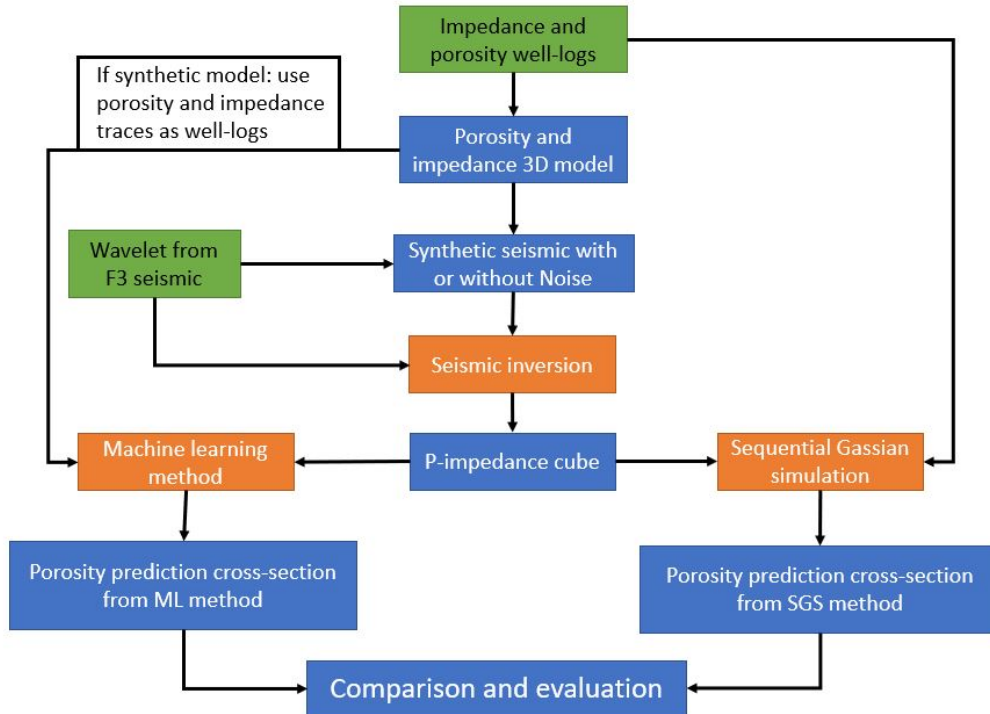 Impedance and
porosity well-logs
If synthetic model: use
porosity and impedance
traces as well-logs
Porosity and
impedance 3D model
Wavelet from
F3 seismic
Synthetic seismic with
or without Noise
Seismic inversion
Machine learning
method
P-impedance cube
Sequential Gassian
simulation
Porosity prediction cross-section
from ML method
Porosity prediction cross-section
from SGS method
Comparison and evaluation